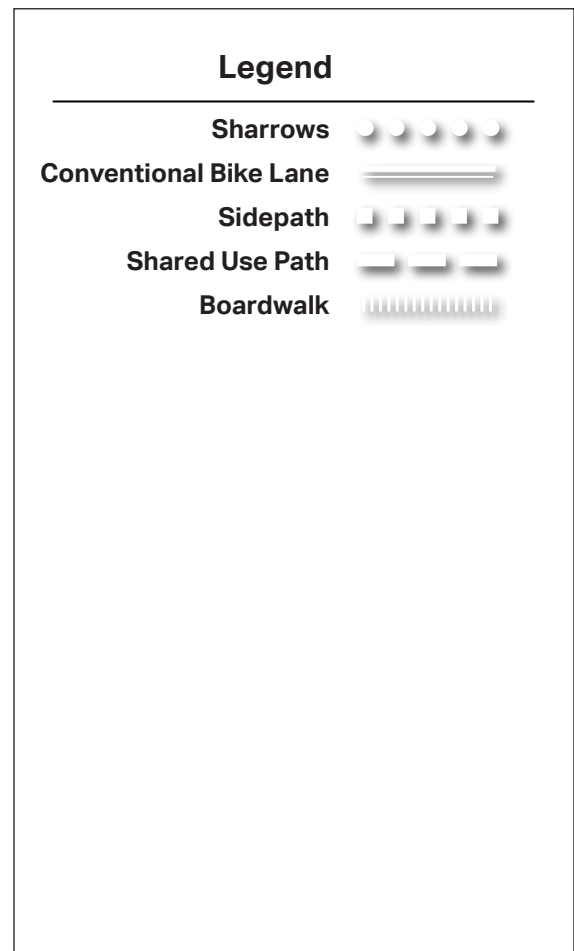 Legend
Sharrows
Conventional Bike Lane
Sidepath
Shared Use Path
Boardwalk